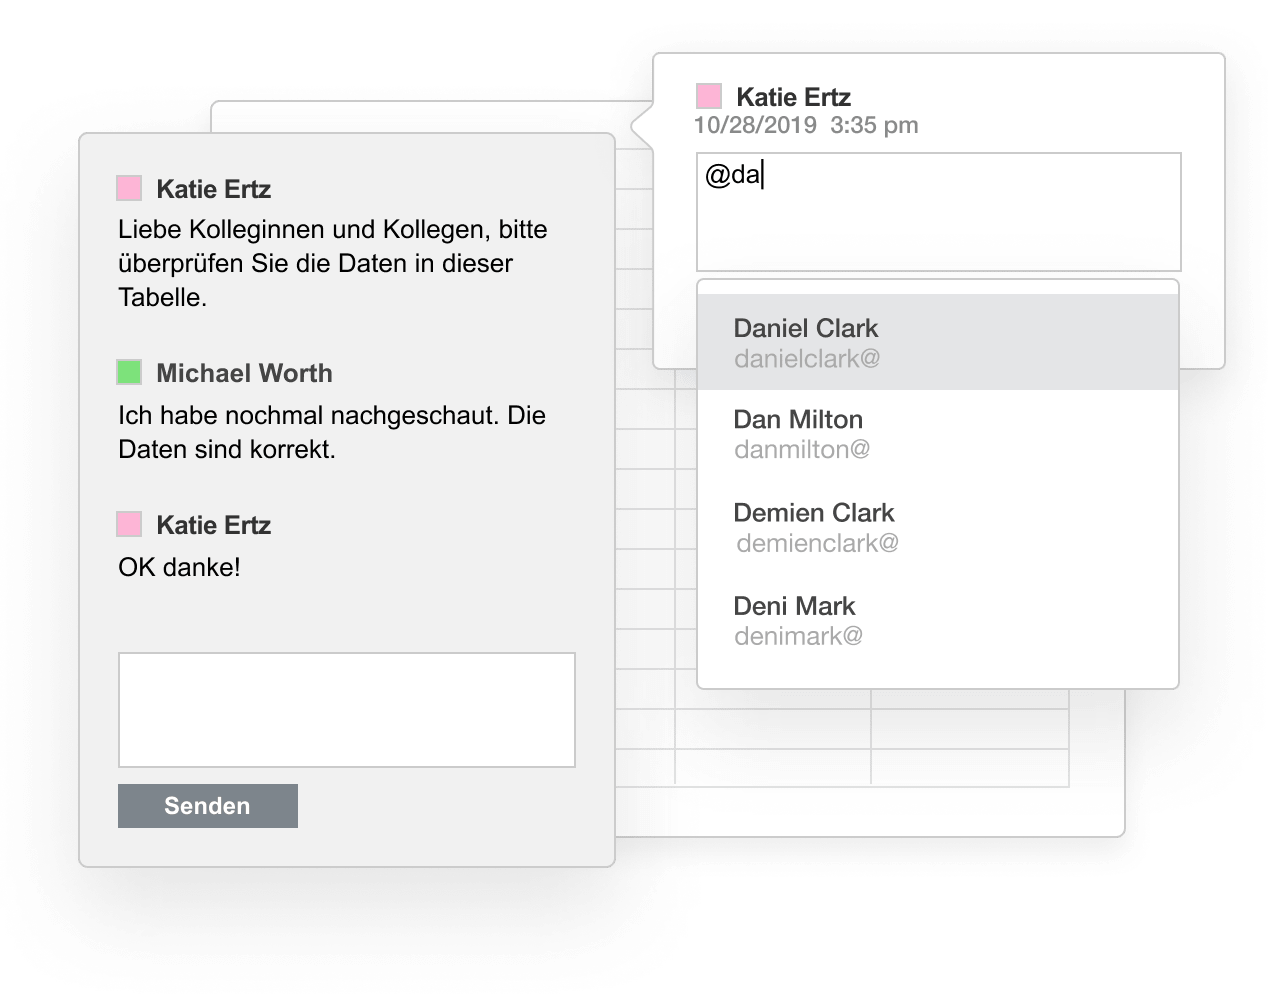 Katie Ertz
Liebe Kolleginnen und Kollegen, bitte
überprüfen Sie die Daten in dieser
Tabelle.
Michael Worth
Ich habe nochmal nachgeschaut. Die
Daten sind korrekt.
Katie Ertz
OK danke!
Senden
Katie Ertz
10/28/2019 3:35 pm
@da
Daniel Clark
danielclark@
Dan Milton
danmilton@
Demien Clark
demienclark@
Deni Mark
denimark@